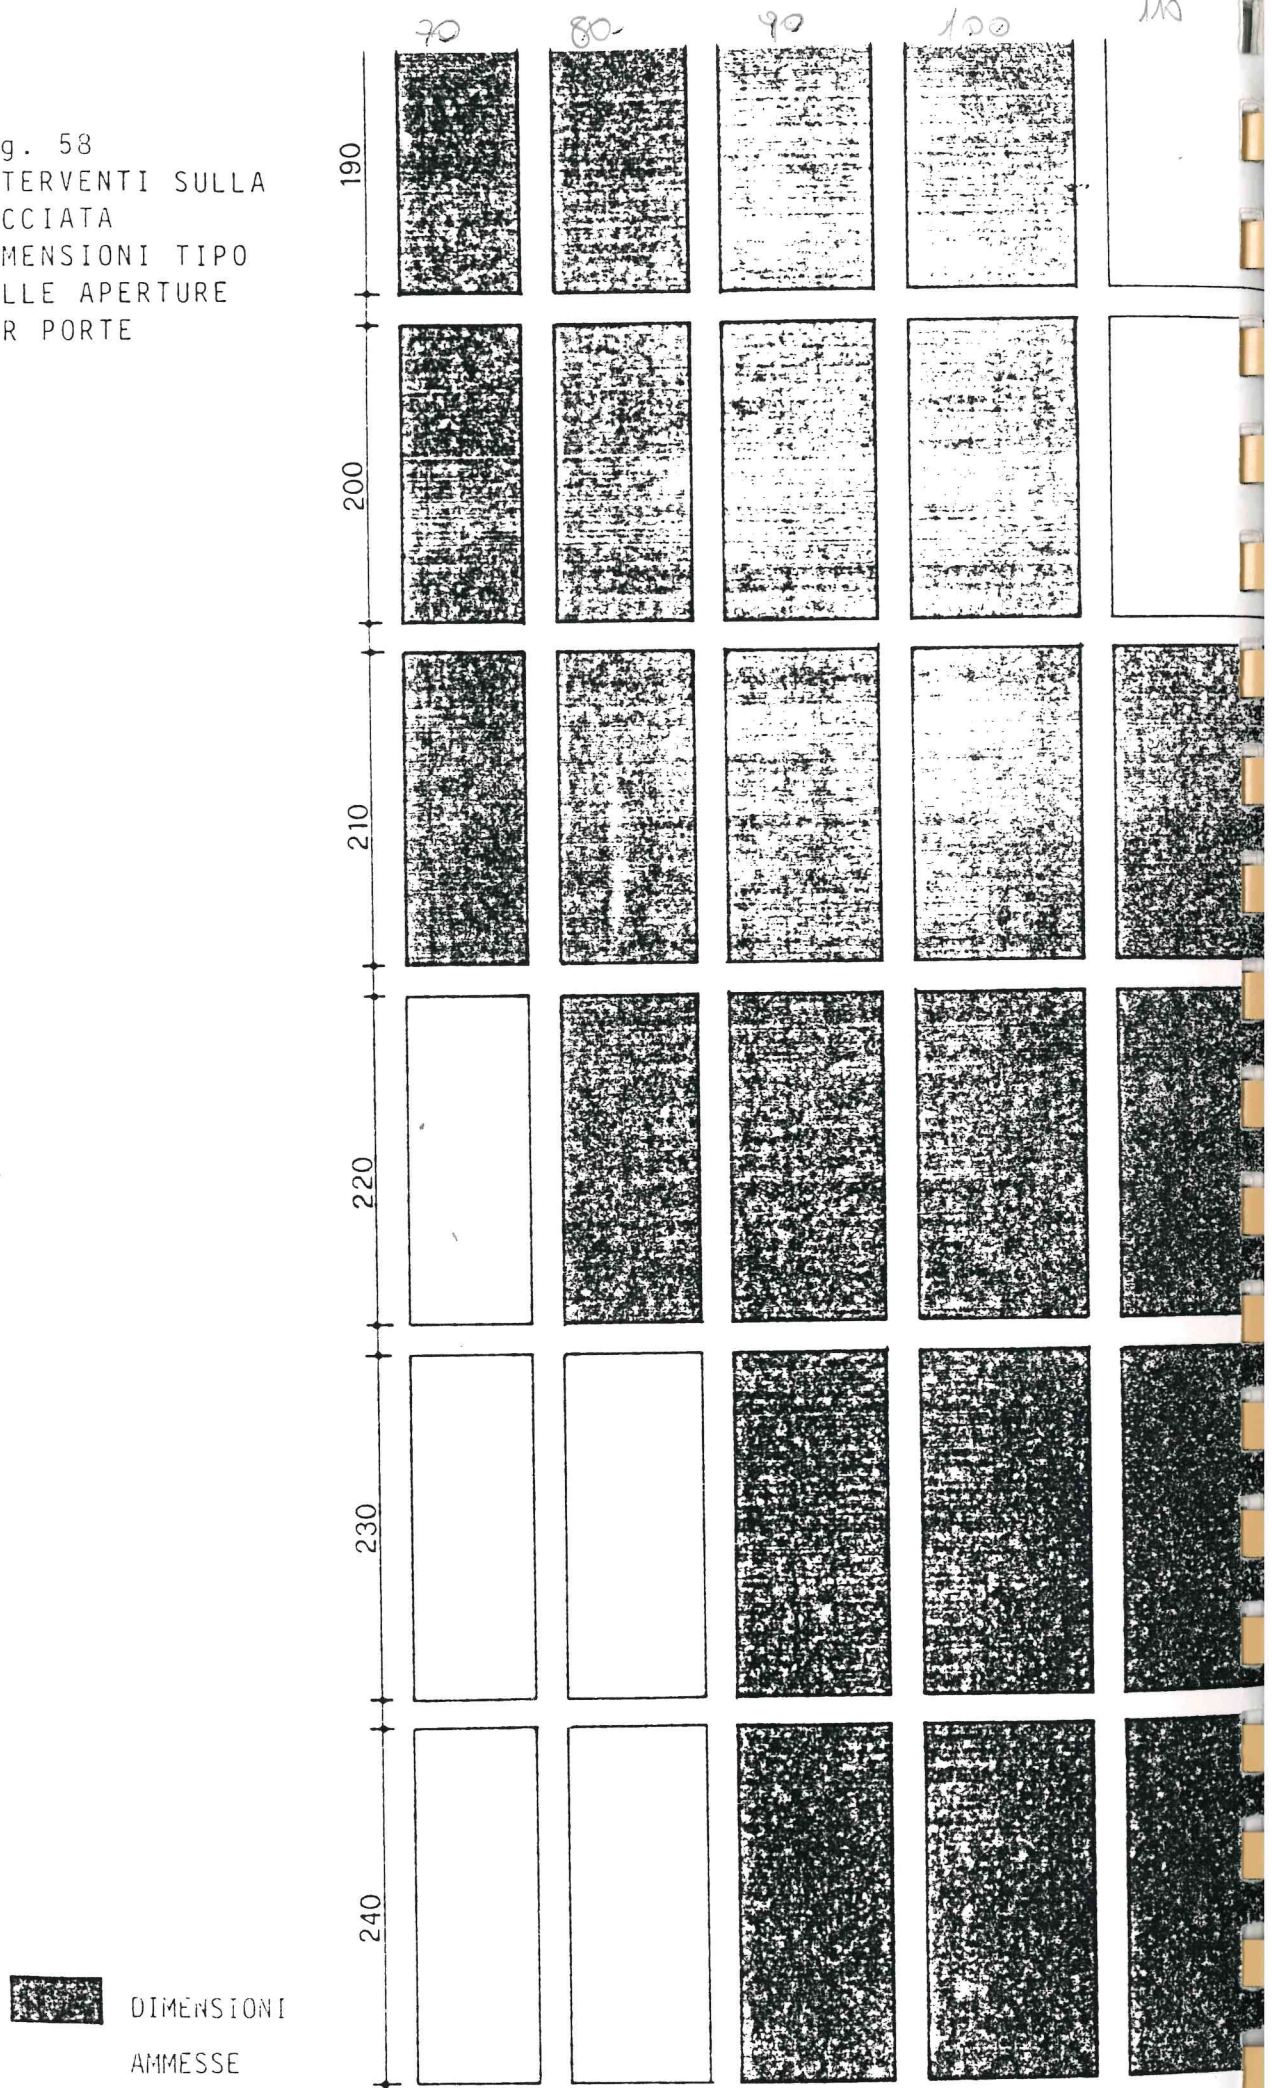 70 80 90 100 110
g. 58
TERVENTI SULLA
CCIATA
MENSIONI TIPO
LLE APERTURE
R PORTE
190
200
210
220
230
240
DIMENSIONI
AMMESSE